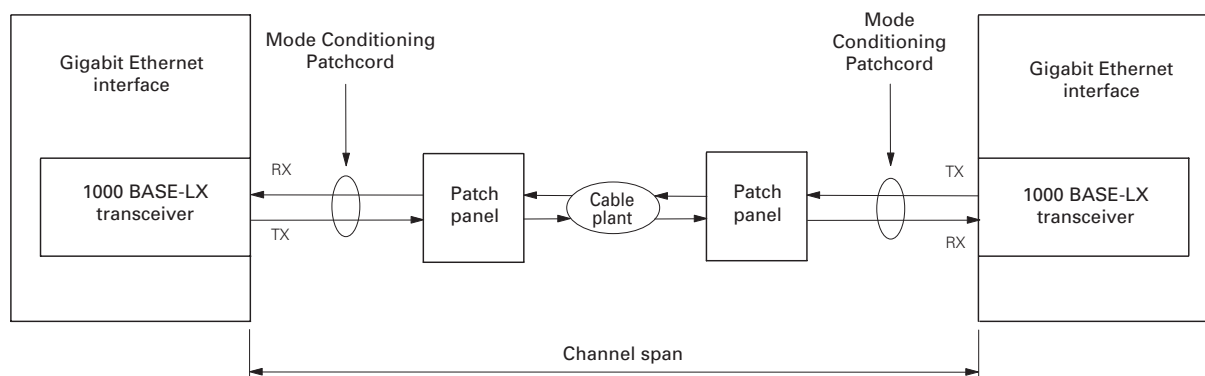 Gigabit Ethernet
interface
Mode Conditioning
Patchcord
Mode
Conditioning
Patchcord
Gigabit Ethernet
interface
1000 BASE-LX
transceiver
RX
TX
Patch
panel
Cable
plant
Patch
panel
TX
RX
1000 BASE-LX
transceiver
Channel span